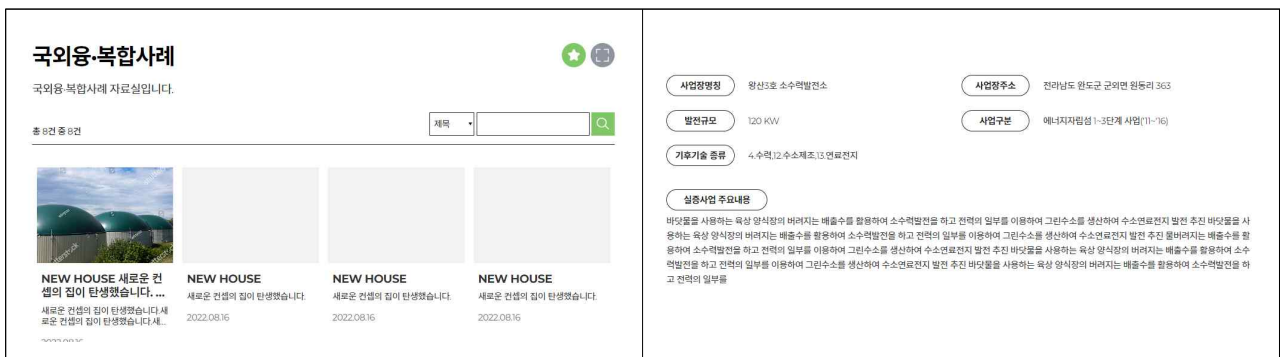 국외융·복합사례
국외융·복합사례 자료실입니다.
총 8건 중 8건
제목
NEW HOUSE 새로운 컨
셉의 집이 탄생했습니다. ...
새로운 컨셉의 집이 탄생했습니다.새
로운 컨셉의 집이 탄생했습니다.새...
2022.08.16
NEW HOUSE
새로운 컨셉의 집이 탄생했습니다.
2022.08.16
NEW HOUSE
새로운 컨셉의 집이 탄생했습니다.
2022.08.16
NEW HOUSE
새로운 컨셉의 집이 탄생했습니다.
2022.08.16
사업장명칭 왕산3호 소수력발전소
사업장주소 전라남도 완도군 군외면 원동리 363
발전규모 120 KW
사업구분 에너지자립섬 1~3단계 사업('11~'16)
기후기술 종류 4.수력,12.수소제조,13.연료전지
실증사업 주요내용
바닷물을 사용하는 육상 양식장의 버려지는 배출수를 활용하여 소수력발전을 하고 전력의 일부를 이용하여 그린수소를 생산하여 수소연료전지 발전 추진 바닷물을 사
용하는 육상 양식장의 버려지는 배출수를 활용하여 소수력발전을 하고 전력의 일부를 이용하여 그린수소를 생산하여 수소연료전지 발전 추진 물버려지는 배출수를 활
용하여 소수력발전을 하고 전력의 일부를 이용하여 그린수소를 생산하여 수소연료전지 발전 추진 바닷물을 사용하는 육상 양식장의 버려지는 배출수를 활용하여 소수
력발전을 하고 전력의 일부를 이용하여 그린수소를 생산하여 수소연료전지 발전 추진 바닷물을 사용하는 육상 양식장의 버려지는 배출수를 활용하여 소수력발전을 하
고 전력의 일부를